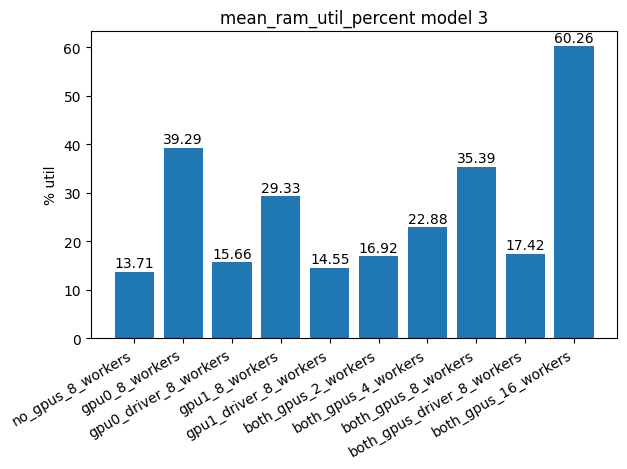 mean_ram_util_percent model 3
% util
60
50
40
30
20
10
0
13.71
39.29
15.66
29.33
14.55
16.92
22.88
35.39
17.42
60.26
no_gpus_8_workers
gpu0_8_workers
gpu0_driver_8_workers
gpu1_8_workers
gpu1_driver_8_workers
both_gpus_2_workers
both_gpus_4_workers
both_gpus_8_workers
both_gpus_driver_8_workers
both_gpus_16_workers